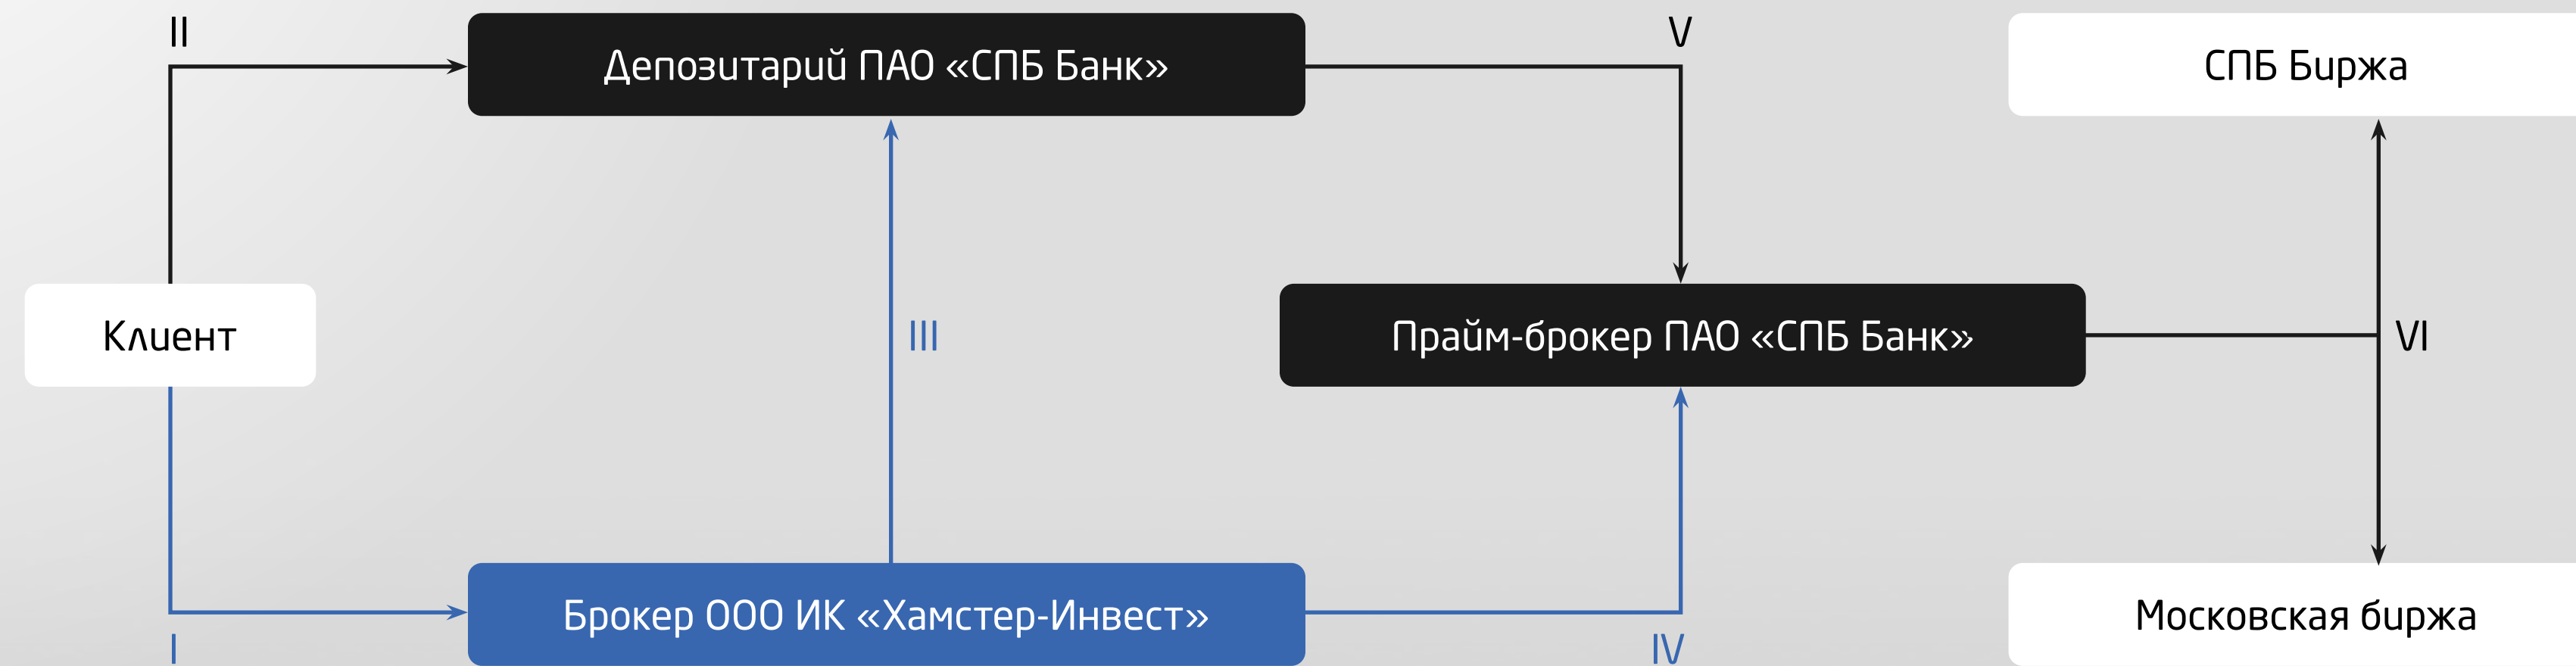 II
Депозитарий ПАО «СПБ Банк»
V
СПБ Биржа
Клиент
III
Прайм-брокер ПАО «СПБ Банк»
VI
Брокер ООО ИК «Хамстер-Инвест»
Московская биржа
I
IV